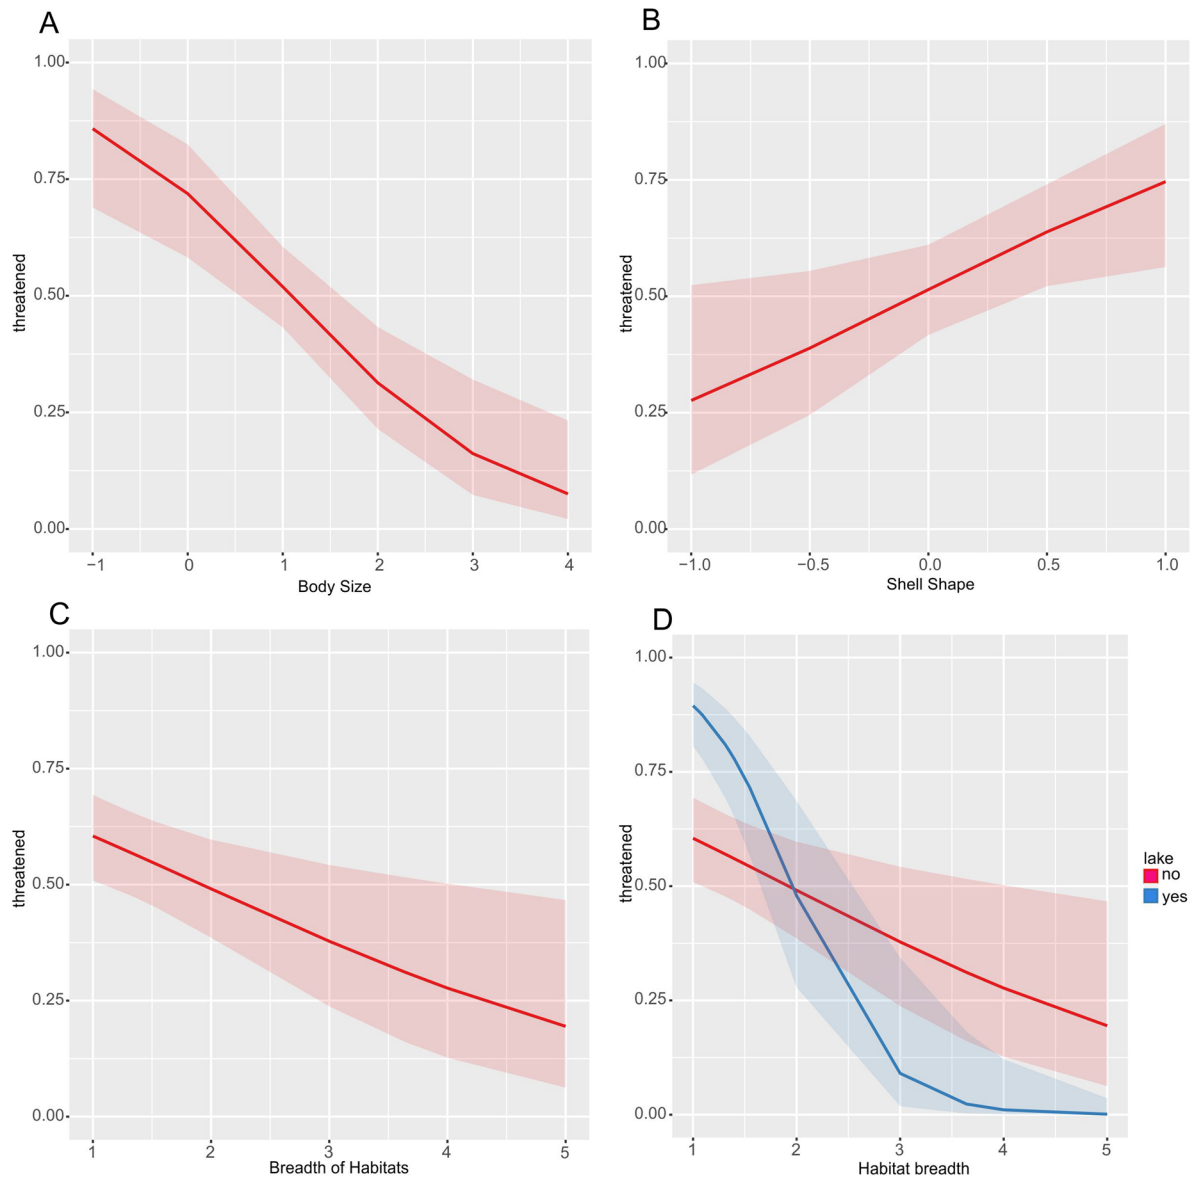 A
1.00
0.75
0.50
0.25
0.00
threatened
−1 0 1 2 3 4
Body Size
B
1.00
0.75
0.50
0.25
0.00
threatened
−1.0 −0.5 0.0 0.5 1.0
Shell Shape
C
1.00
0.75
0.50
0.25
0.00
threatened
1 2 3 4 5
Breadth of Habitats
D
1.00
0.75
0.50
0.25
0.00
threatened
1 2 3 4 5
Habitat breadth
lake
no
yes